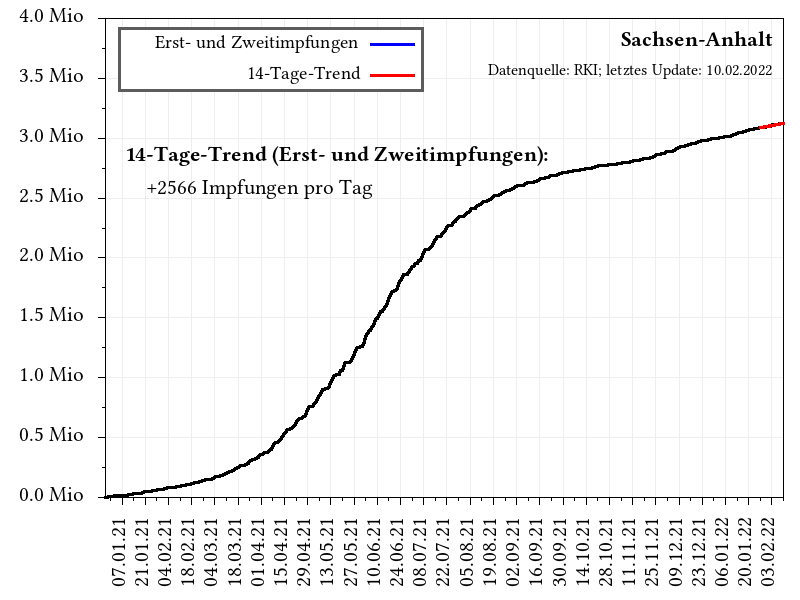 4.0 Mio
3.5 Mio
3.0 Mio
2.5 Mio
2.0 Mio
1.5 Mio
1.0 Mio
0.5 Mio
0.0 Mio
Erst- und Zweitimpfungen
14-Tage-Trend
Sachsen-Anhalt
Datenquelle: RKI; letztes Update: 10.02.2022
14-Tage-Trend (Erst- und Zweitimpfungen):
+2566 Impfungen pro Tag
07.01.21
21.01.21
04.02.21
18.02.21
04.03.21
18.03.21
01.04.21
15.04.21
29.04.21
13.05.21
27.05.21
10.06.21
24.06.21
08.07.21
22.07.21
05.08.21
19.08.21
02.09.21
16.09.21
30.09.21
14.10.21
28.10.21
11.11.21
25.11.21
09.12.21
23.12.21
06.01.22
20.01.22
03.02.22